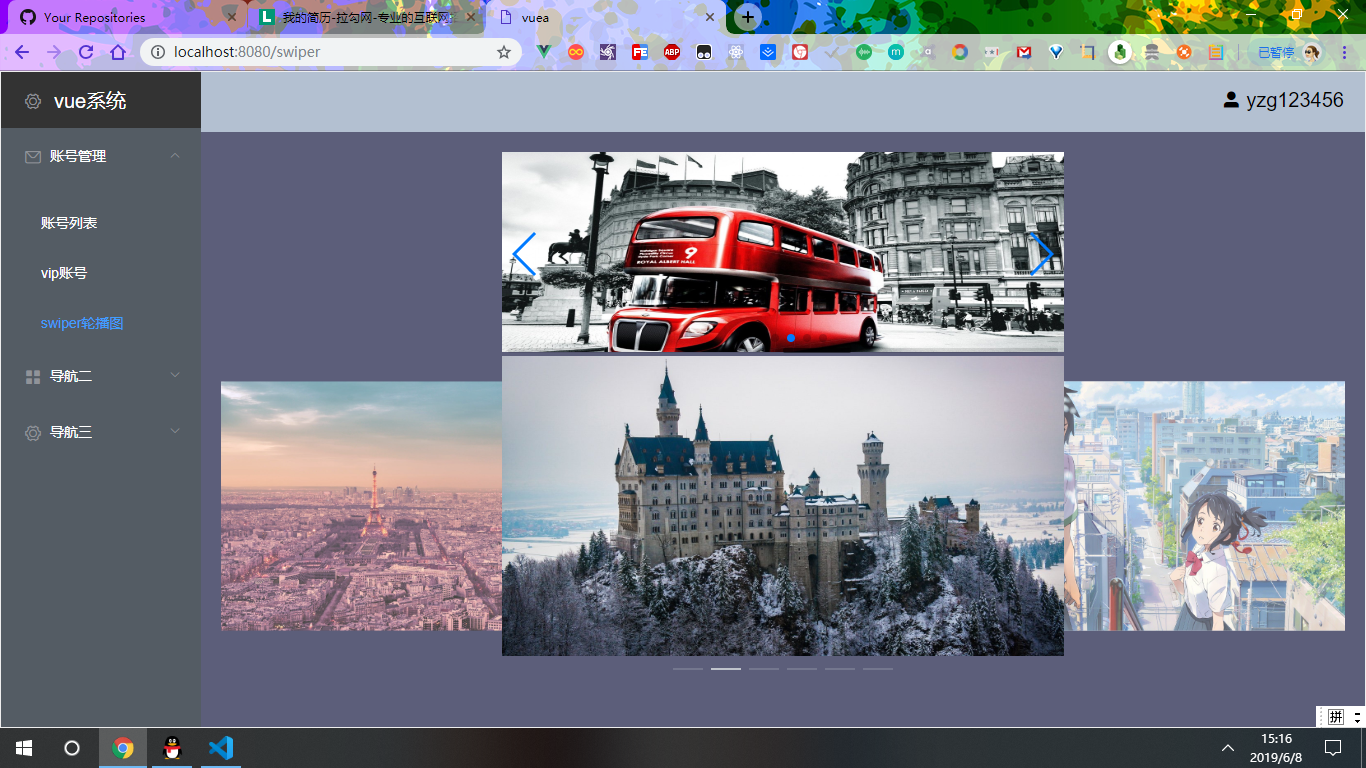 Your Repositories
我的简历-拉勾网-专业的互联网
vuea
localhost:8080/swiper
已暂停
vue系统
yzg123456
账号管理
账号列表
vip账号
swiper轮播图
导航二
导航三
9
ROYAL ALBERT HALL
拼
15:16
2019/6/8